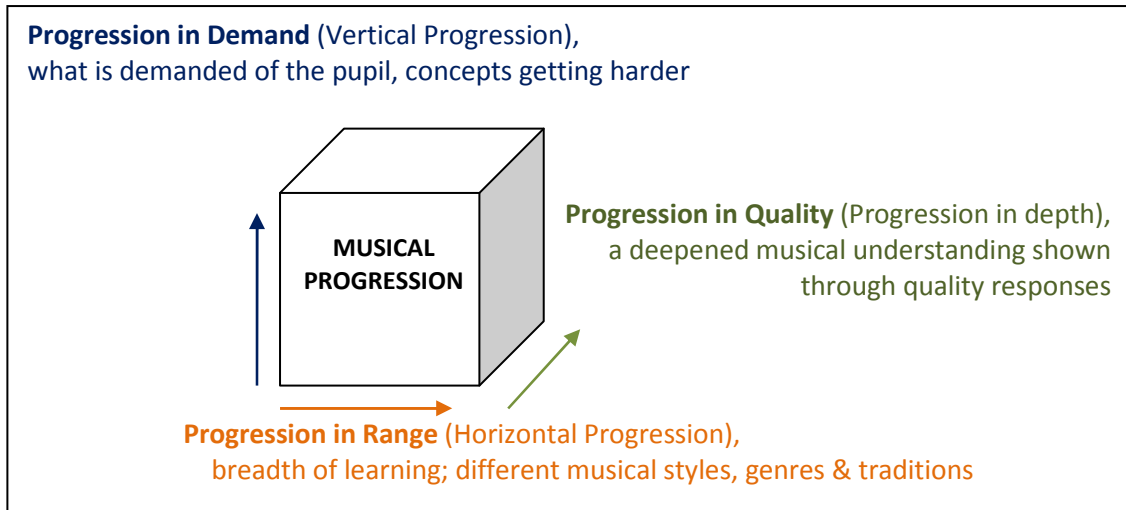 Progression in Demand (Vertical Progression),
what is demanded of the pupil, concepts getting harder
MUSICAL
PROGRESSION
Progression in Quality (Progression in depth),
a deepened musical understanding shown
through quality responses
Progression in Range (Horizontal Progression),
breadth of learning; different musical styles, genres & traditions